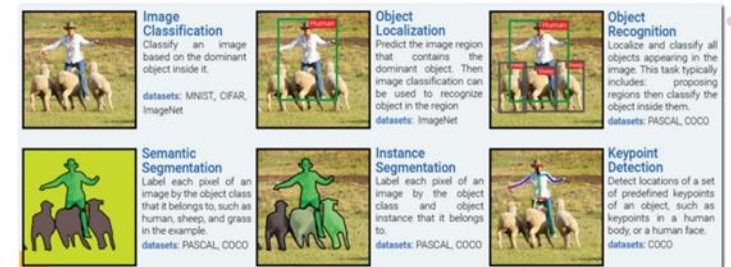 Image
Classification
Classify an image
based on the dominant
object inside it.
datasets: MNIST, CIFAR,
ImageNet
Human
Object
Localization
Predict the image region
that contains the
dominant object. Then
image classification can
be used to recognize
object in the region
datasets: ImageNet
Human
Object
Recognition
Localize and classify all
objects appearing in the
image. This task typically
includes: proposing
regions then classify the
object inside them.
datasets: PASCAL, COCO
Semantic
Segmentation
Label each pixel of an
image by the object class
that it belongs to, such as
human, sheep, and grass
in the example.
datasets: PASCAL, COCO
Instance
Segmentation
Label each pixel of an
image by the object
class and object
instance that it belongs
to.
datasets: PASCAL, COCO
Keypoint
Detection
Detect locations of a set
of predefined keypoints
of an object, such as
keypoints in a human
body, or a human face.
datasets: COCO